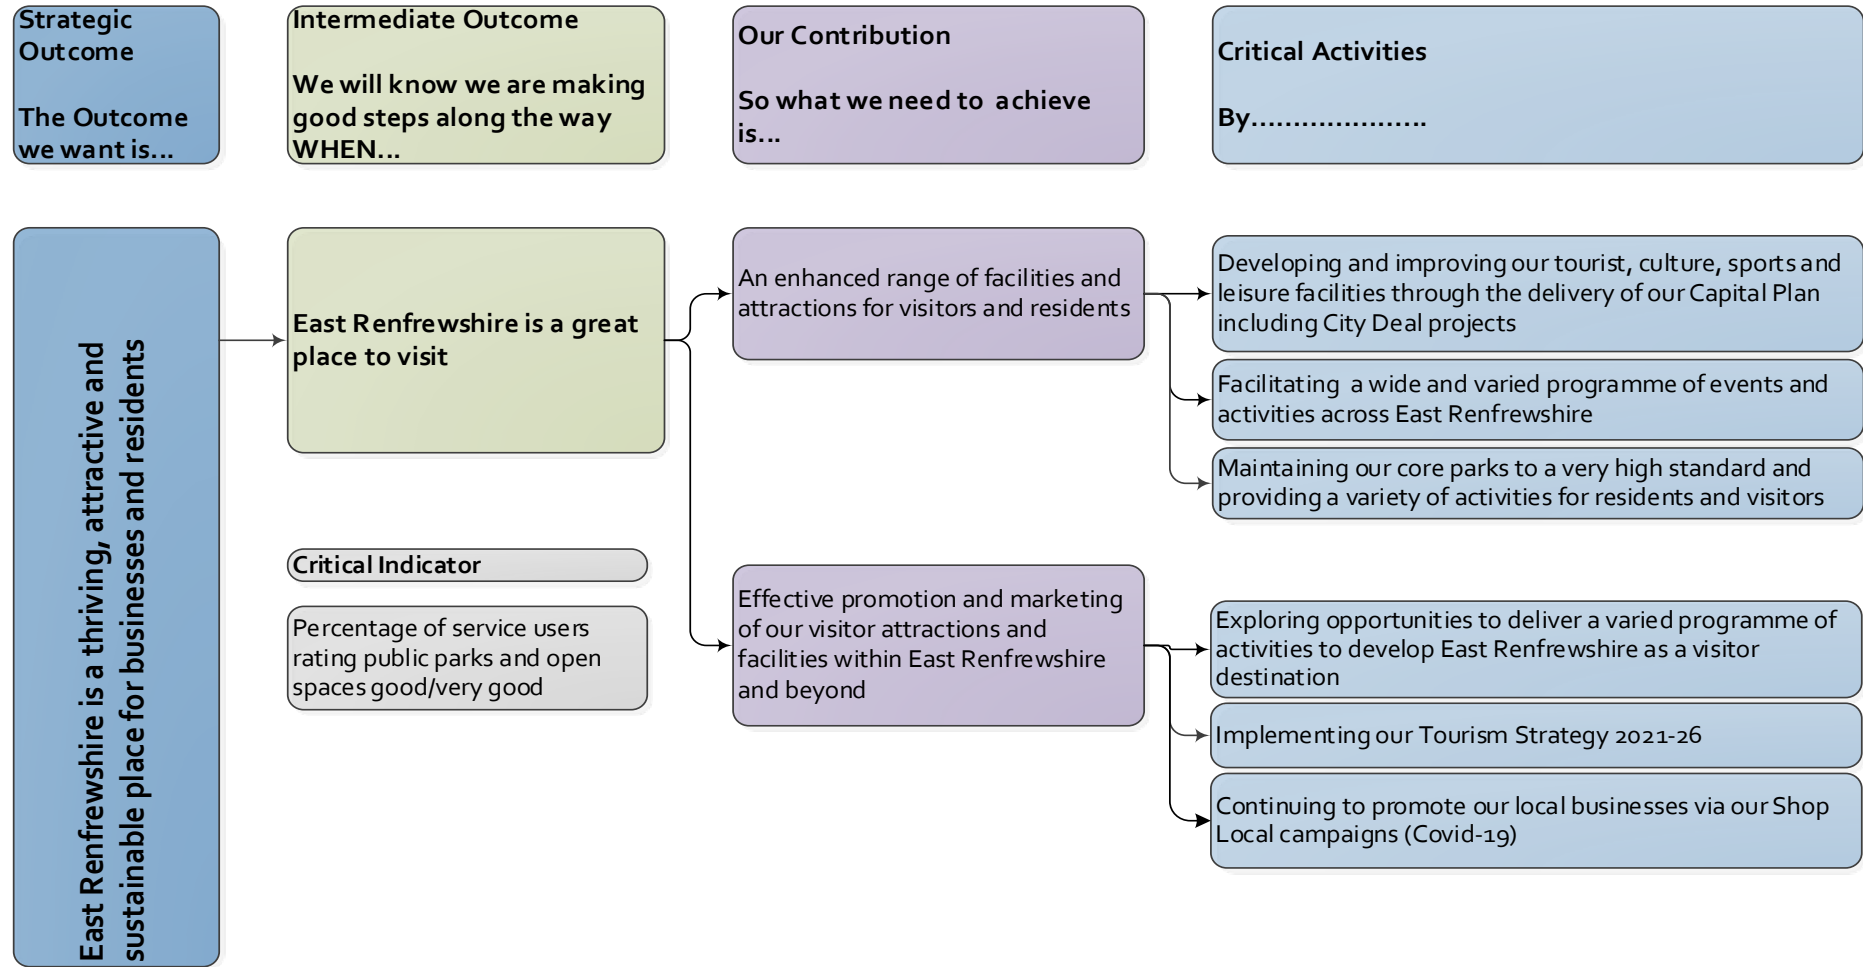 Strategic
Outcome
The Outcome
we want is...
Intermediate Outcome
We will know we are making
good steps along the way
WHEN...
Our Contribution
So what we need to achieve
is...
Critical Activities
By.....................
East Renfrewshire is a thriving, attractive and
sustainable place for businesses and residents
East Renfrewshire is a great
place to visit
Critical Indicator
Percentage of service users
rating public parks and open
spaces good/very good
An enhanced range of facilities and
attractions for visitors and residents
Developing and improving our tourist, culture, sports and
leisure facilities through the delivery of our Capital Plan
including City Deal projects
Facilitating a wide and varied programme of events and
activities across East Renfrewshire
Maintaining our core parks to a very high standard and
providing a variety of activities for residents and visitors
Effective promotion and marketing
of our visitor attractions and
facilities within East Renfrewshire
and beyond
Exploring opportunities to deliver a varied programme of
activities to develop East Renfrewshire as a visitor
destination
Implementing our Tourism Strategy 2021-26
Continuing to promote our local businesses via our Shop
Local campaigns (Covid-19)